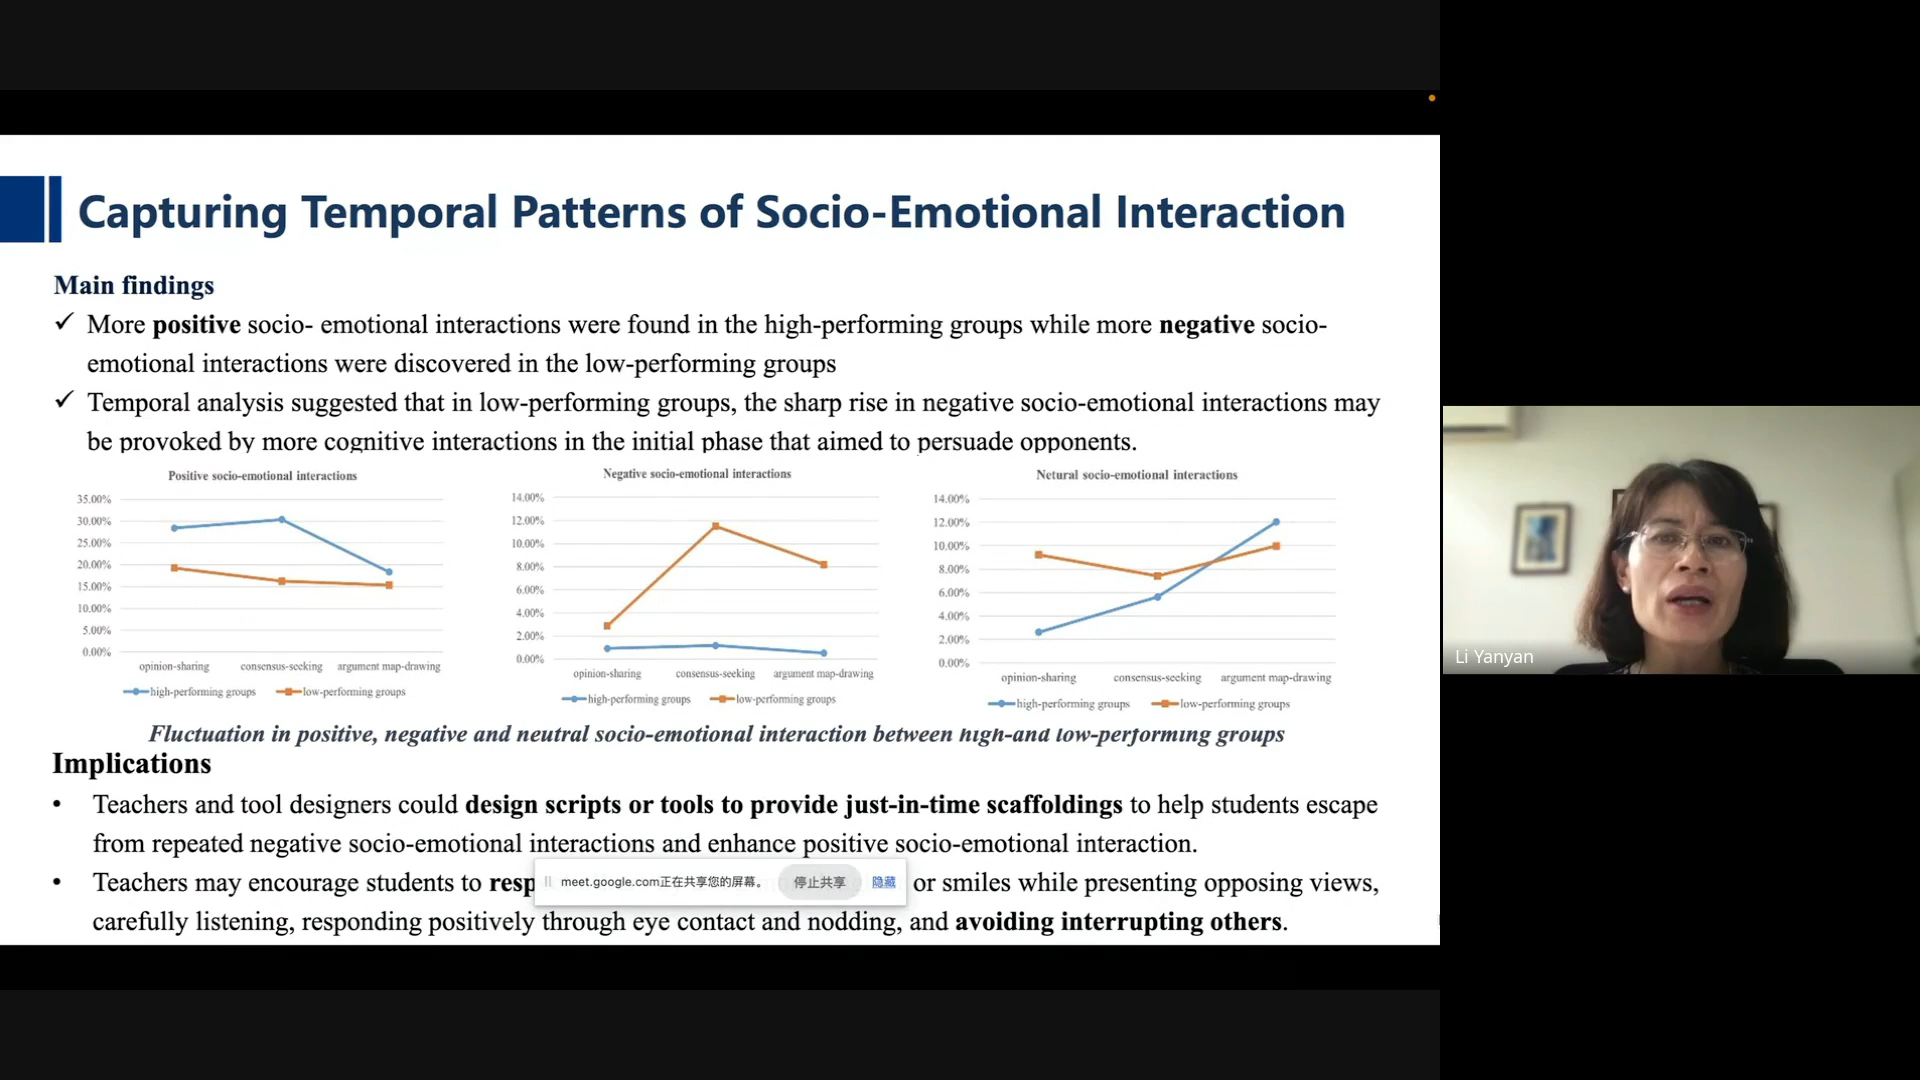 Capturing Temporal Patterns of Socio-Emotional Interaction
Main findings
✓ More positive socio- emotional interactions were found in the high-performing groups while more negative socio-
emotional interactions were discovered in the low-performing groups
✓ Temporal analysis suggested that in low-performing groups, the sharp rise in negative socio-emotional interactions may
be provoked by more cognitive interactions in the initial phase that aimed to persuade opponents.
Positive socio-emotional interactions
35.00%
30.00%
25.00%
20.00%
15.00%
10.00%
5.00%
0.00%
opinion-sharing consensus-seeking argument map-drawing
high-performing groups low-performing groups
Negative socio-emotional interactions
14.00%
12.00%
10.00%
8.00%
6.00%
4.00%
2.00%
0.00%
opinion-sharing consensus-seeking argument map-drawing
high-performing groups low-performing groups
Netural socio-emotional interactions
14.00%
12.00%
10.00%
8.00%
6.00%
4.00%
2.00%
0.00%
opinion-sharing consensus-seeking argument map-drawing
high-performing groups low-performing groups
Fluctuation in positive, negative and neutral socio-emotional interaction between high-and low-performing groups
Implications
• Teachers and tool designers could design scripts or tools to provide just-in-time scaffoldings to help students escape
from repeated negative socio-emotional interactions and enhance positive socio-emotional interaction.
• Teachers may encourage students to resp or smiles while presenting opposing views,
carefully listening, responding positively through eye contact and nodding, and avoiding interrupting others.
meet.google.com正在共享您的屏幕。 停止共享 隐藏
Li Yanyan